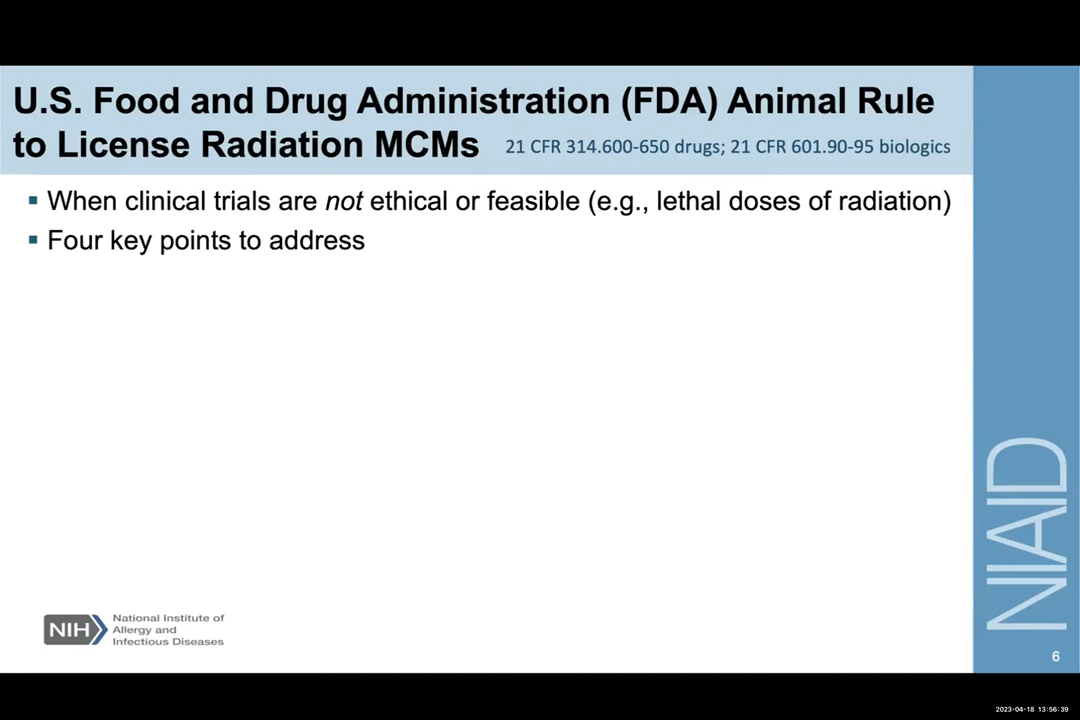 U.S. Food and Drug Administration (FDA) Animal Rule
to License Radiation MCMs 21 CFR 314.600-650 drugs; 21 CFR 601.90-95 biologics
▪ When clinical trials are not ethical or feasible (e.g., lethal doses of radiation)
▪ Four key points to address
NIAID
NIH
National Institute of
Allergy and
Infectious Diseases
6
2023-04-18 13:56:39